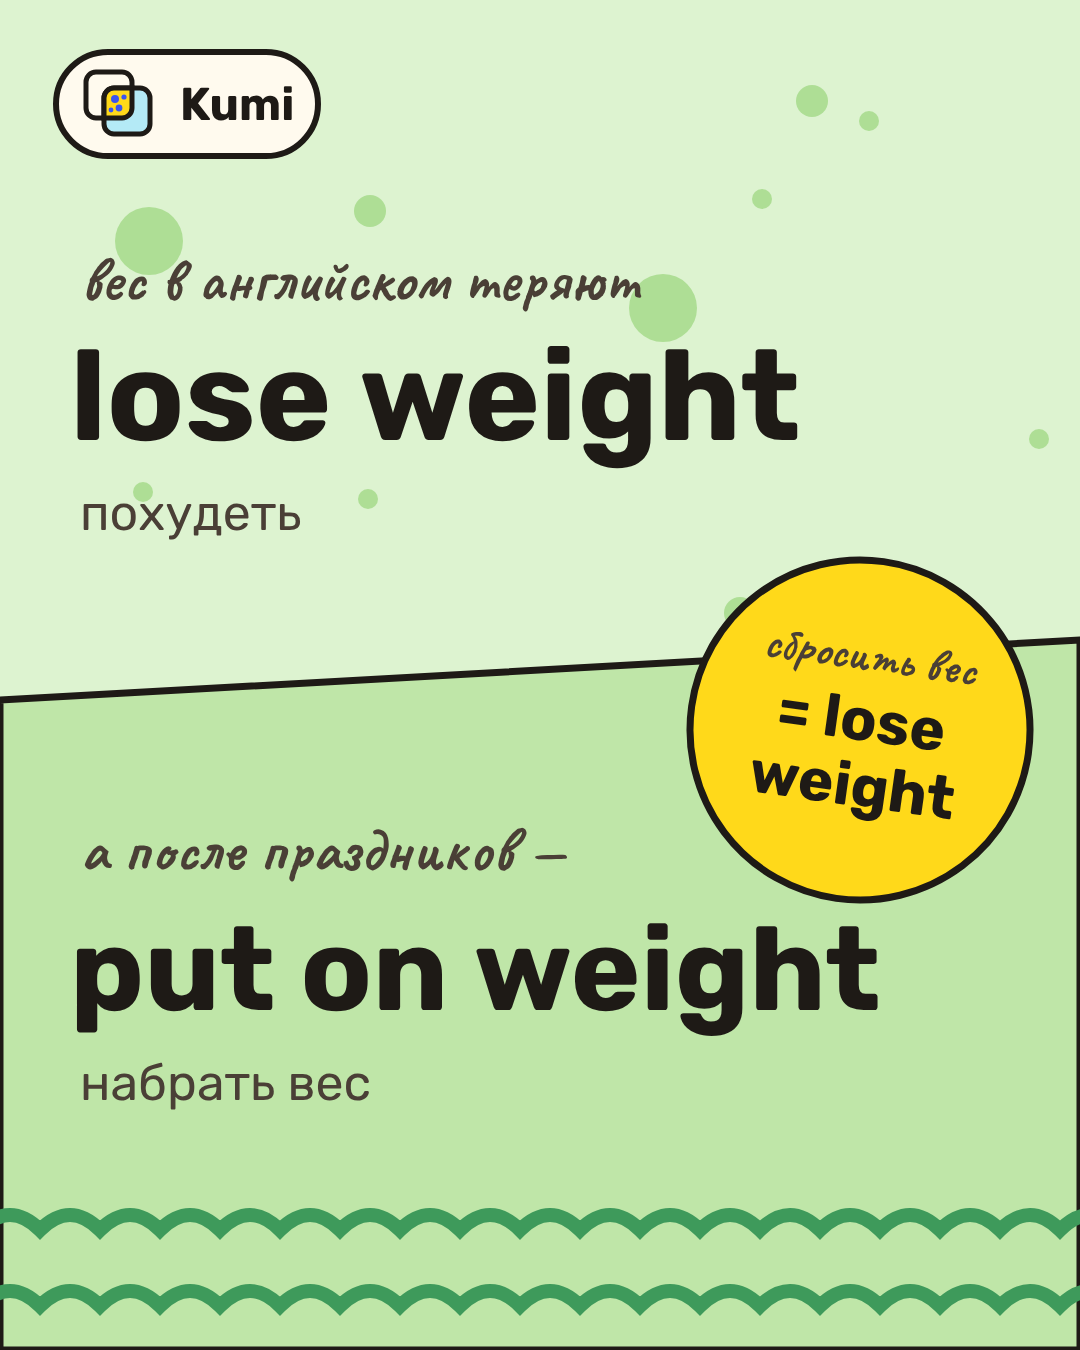 Kumi
вес в английском теряют
lose weight
похудеть
сбросить вес
= lose
weight
а после праздников –
put on weight
набрать вес